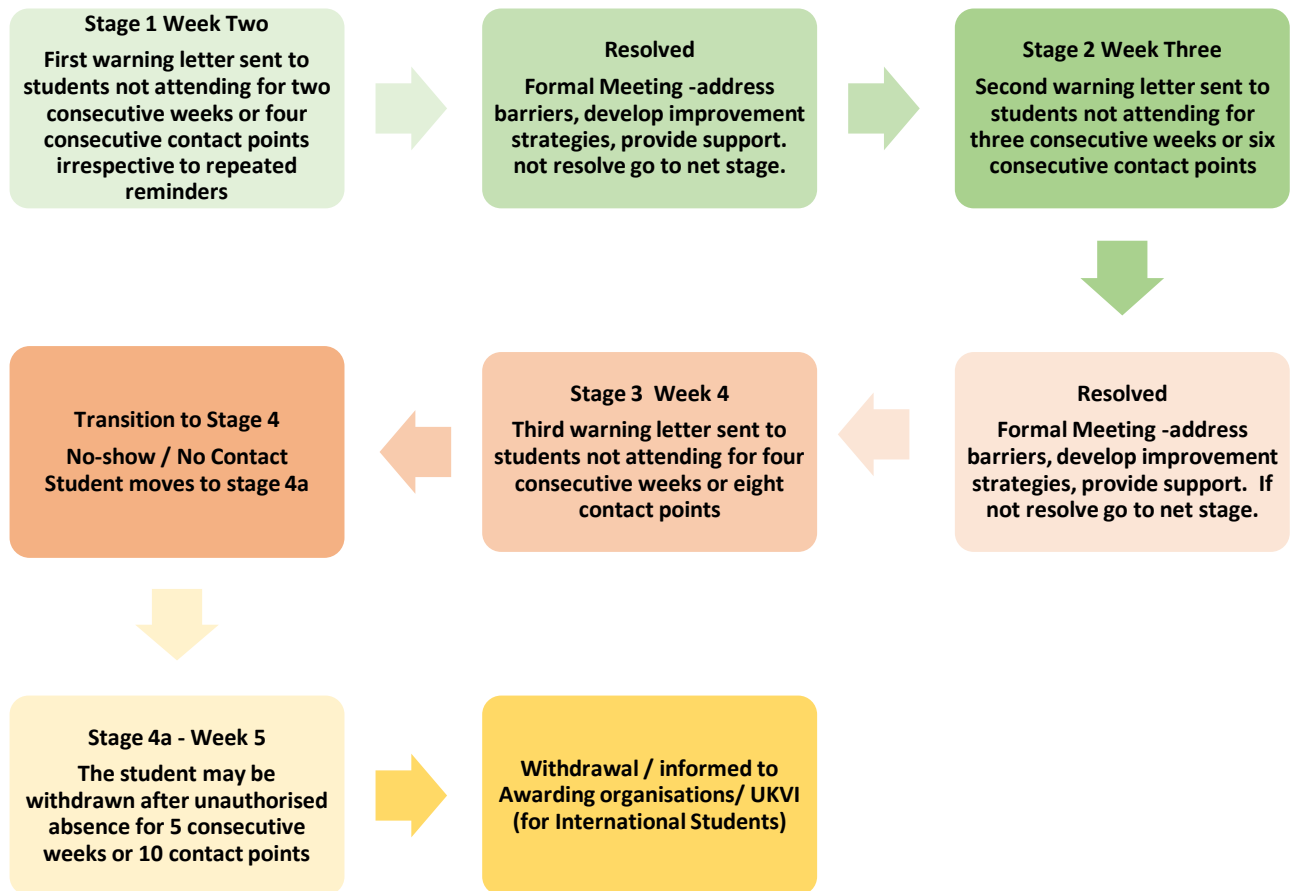 Stage 1 Week Two
First warning letter sent to
students not attending for two
consecutive weeks or four
consecutive contact points
irrespective to repeated
reminders
Resolved
Formal Meeting -address
barriers, develop improvement
strategies, provide support.
not resolve go to net stage.
Stage 2 Week Three
Second warning letter sent to
students not attending for
three consecutive weeks or six
consecutive contact points
Resolved
Formal Meeting -address
barriers, develop improvement
strategies, provide support.  If
not resolve go to net stage.
Stage 3  Week 4
Third warning letter sent to
students not attending for four
consecutive weeks or eight
contact points
Transition to Stage 4
No-show / No Contact
Student moves to stage 4a
Stage 4a - Week 5
The student may be
withdrawn after unauthorised
absence for 5 consecutive
weeks or 10 contact points
Withdrawal / informed to
Awarding organisations/ UKVI
(for International Students)